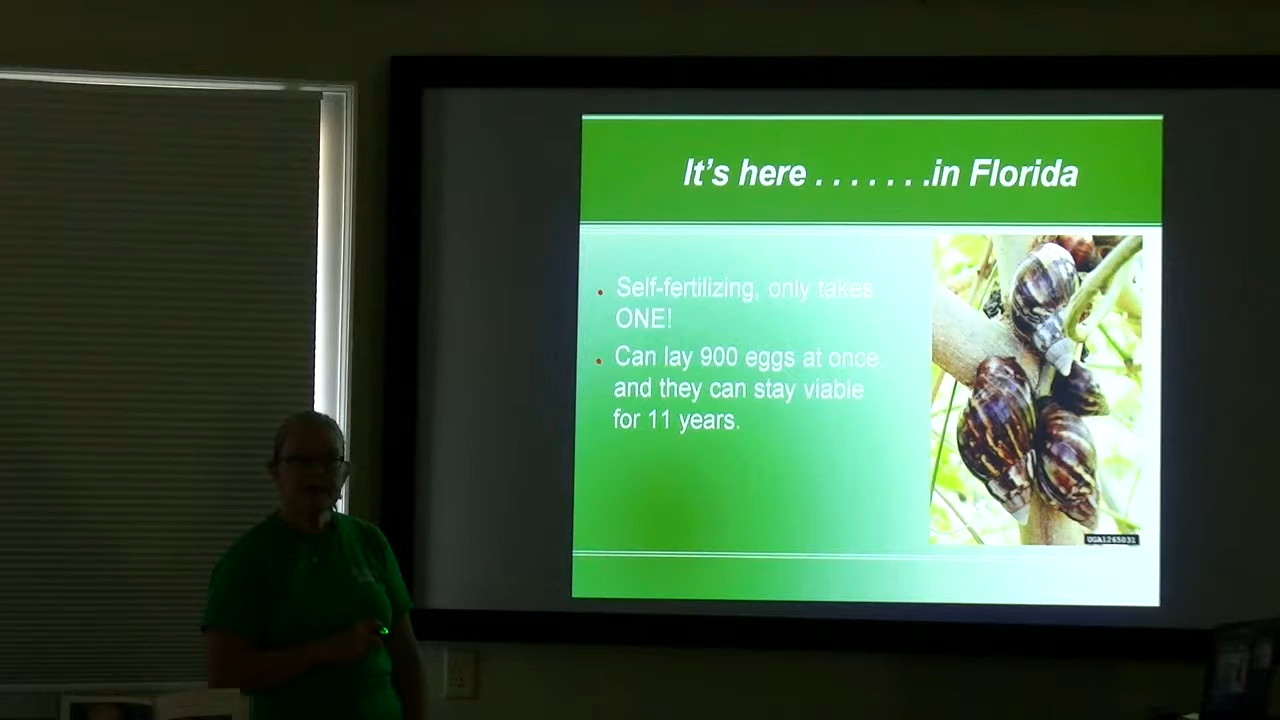 It's here . . . . . . .in Florida
Self-fertilizing, only takes
ONE!
Can lay 900 eggs at once,
and they can stay viable
for 11 years.
UGA1265031